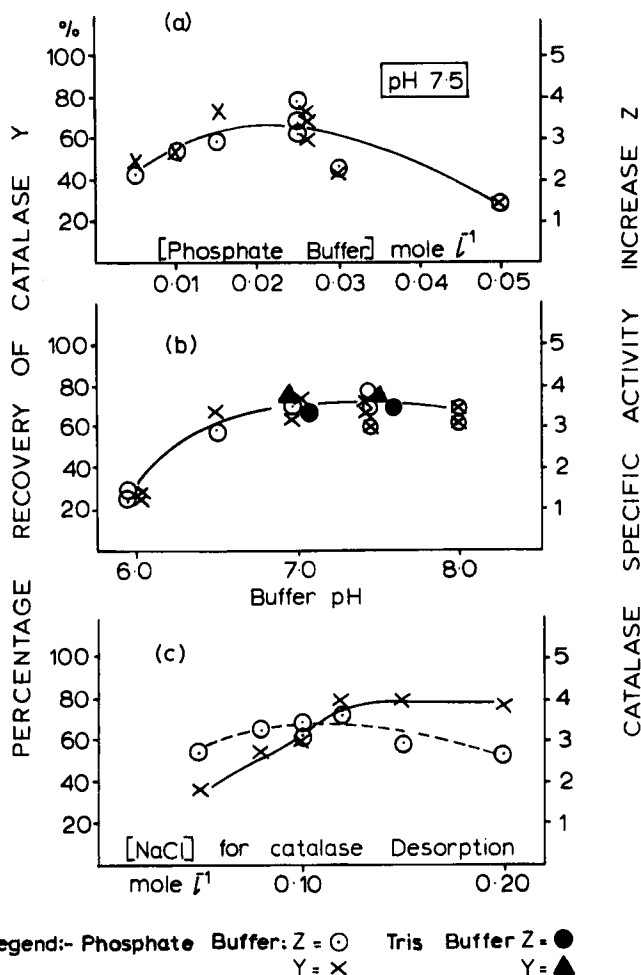 PERCENTAGE RECOVERY OF CATALASE Y
CATALASE SPECIFIC ACTIVITY INCREASE Z
%
(a)
pH 7.5
100
80
60
40
20
5
4
3
2
1
[Phosphate Buffer] mole l⁻¹
0·01 0·02 0·03 0·04 0·05
(b)
100
80
60
40
20
5
4
3
2
1
6·0 7·0 8·0
Buffer pH
(c)
100
80
60
40
20
5
4
3
2
1
[NaCl] for catalase Desorption
mole l⁻¹ 0·10 0·20
egend:- Phosphate Buffer: Z = ⊙ Tris Buffer Z = ●
Y = × Y = ▲